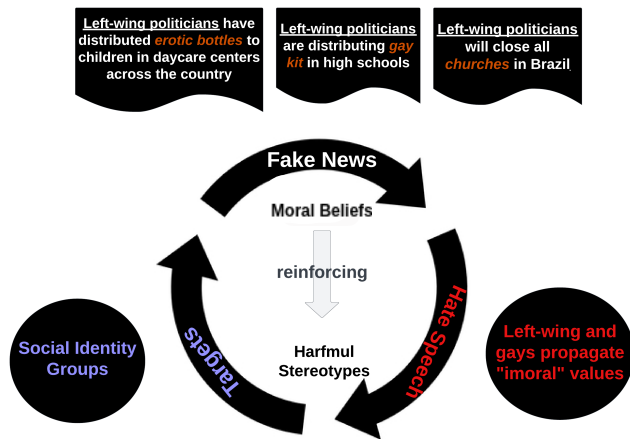 Left-wing politicians have
distributed erotic bottles to
children in daycare centers
across the country
Left-wing politicians
are distributing gay
kit in high schools
Left-wing politicians
will close all
churches in Brazil
Fake News
Moral Beliefs
reinforcing
Harfmul
Stereotypes
Hate Speech
Targets
Social Identity
Groups
Left-wing and
gays propagate
"imoral" values